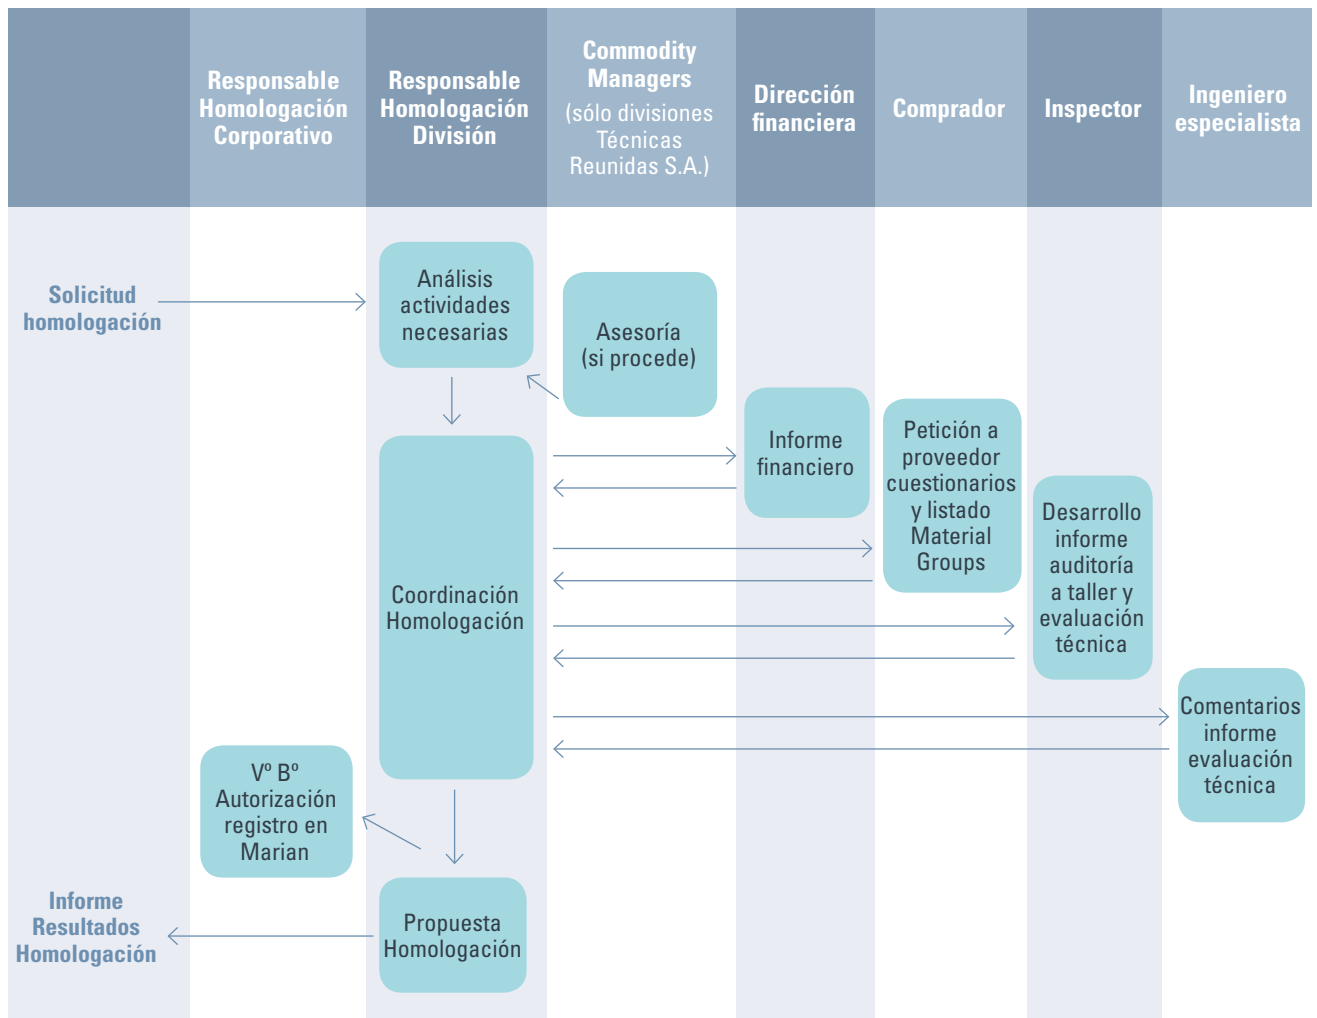 Responsable
Homologación
Corporativo
Responsable
Homologación
División
Commodity
Managers
(sólo divisiones
Técnicas
Reunidas S.A.)
Dirección
financiera
Comprador
Inspector
Ingeniero
especialista
Solicitud
homologación
Análisis
actividades
necesarias
Asesoría
(si procede)
Informe
financiero
Petición a
proveedor
cuestionarios
y listado
Material
Groups
Desarrollo
informe
auditoría
a taller y
evaluación
técnica
Coordinación
Homologación
Comentarios
informe
evaluación
técnica
Vº Bº
Autorización
registro en
Marian
Informe
Resultados
Homologación
Propuesta
Homologación